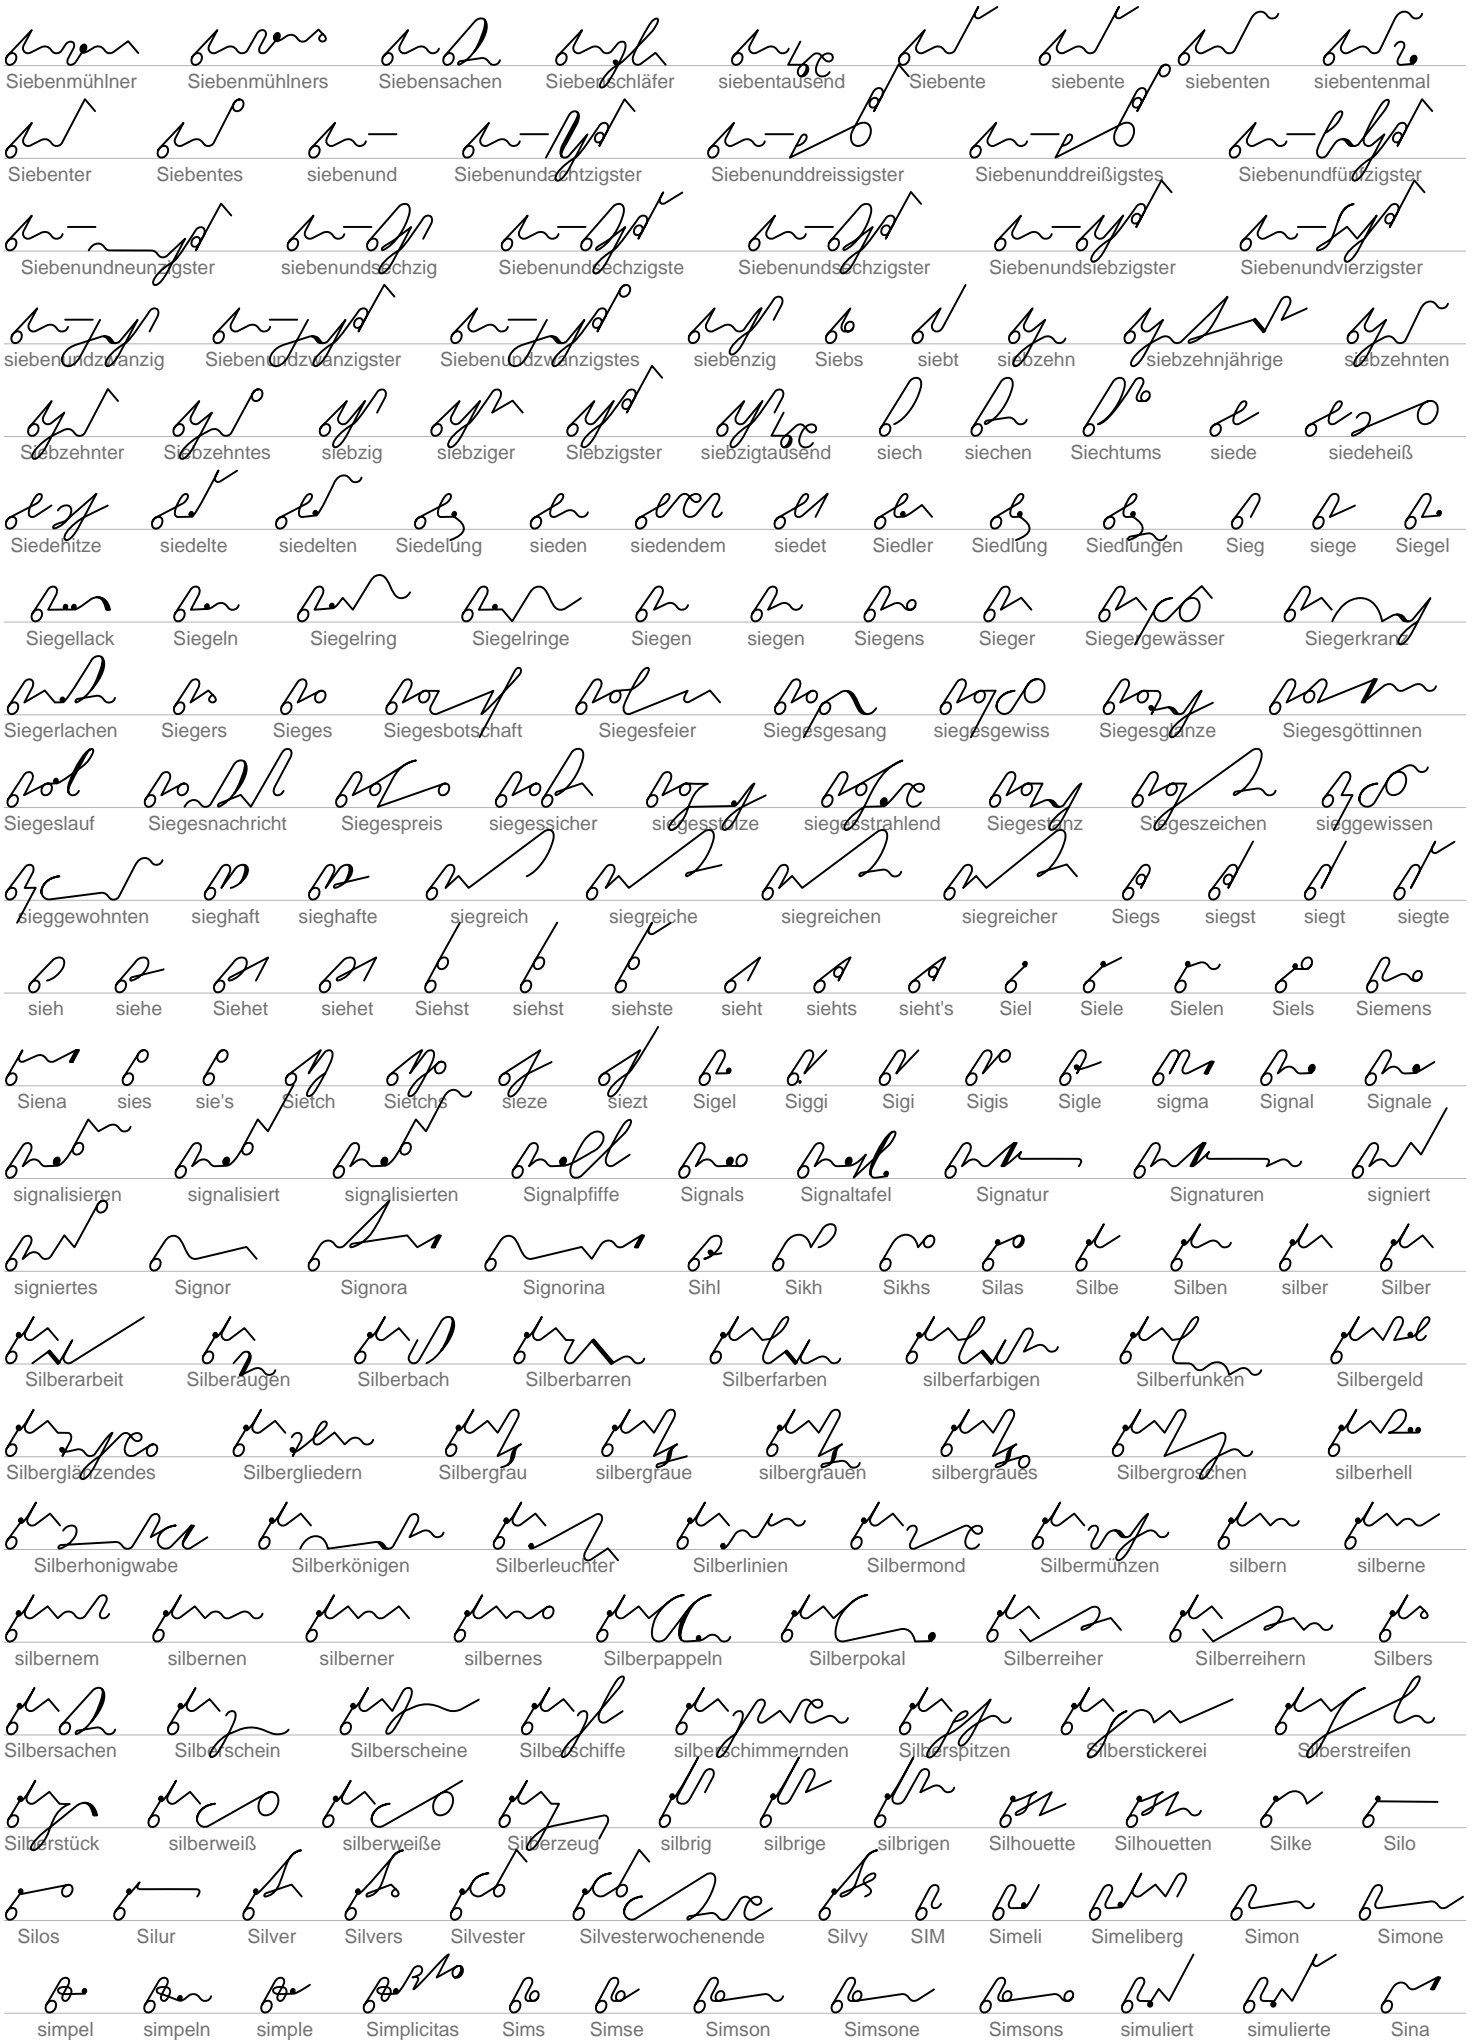 Siebenmühlner Siebenmühlners Siebensachen Siebenschläfer siebentausend Siebente siebente siebenten siebentenmal
Siebenter Siebentes siebenund Siebenundachtzigster Siebenunddreissigster Siebenunddreißigstes Siebenundfünfzigster
Siebenundneunzigster siebenundsechzig Siebenundsechzigste Siebenundsechzigster Siebenundsiebzigster Siebenundvierzigster
siebenundzwanzig Siebenundzwanzigster Siebenundzwanzigstes siebenzig Siebs siebt siebzehn siebzehnjährige siebzehnten
Siebzehnter Siebzehntes siebzig siebziger Siebzigster siebzigtausend siech siechen Siechtums siede siedeheiß
Siedehitze siedelte siedelten Siedelung sieden siedendem siedet Siedler Siedlung Siedlungen Sieg siege Siegel
Siegellack Siegeln Siegelring Siegelringe Siegen siegen Siegens Sieger Siegergewässer Siegerkranz
Siegerlachen Siegers Sieges Siegesbotschaft Siegesfeier Siegesgesang siegesgewiss Siegesglanze Siegesgöttinnen
Siegeslauf Siegesnachricht Siegespreis siegessicher siegesstolze siegesstrahlend Siegestanz Siegeszeichen sieggewissen
sieggewohnten sieghaft sieghafte siegreich siegreiche siegreichen siegreicher Siegs siegst siegt siegte
sieh siehe Siehet siehet Siehst siehst siehste sieht siehts sieht's Siel Siele Sielen Siels Siemens
Siena sies sie's Sietch Sietchs sieze siezt Sigel Siggi Sigi Sigis Sigle sigma Signal Signale
signalisieren signalisiert signalisierten Signalpfiffe Signals Signaltafel Signatur Signaturen signiert
signiertes Signor Signora Signorina Sihl Sikh Sikhs Silas Silbe Silben silber Silber
Silberarbeit Silberaugen Silberbach Silberbarren Silberfarben silberfarbigen Silberfunken Silbergeld
Silberglänzendes Silbergliedern Silbergrau silbergraue silbergrauen silbergraues Silbergroschen silberhell
Silberhonigwabe Silberkönigen Silberleuchter Silberlinien Silbermond Silbermünzen silbern silberne
silbernem silbernen silberner silbernes Silberpappeln Silberpokal Silberreiher Silberreihern Silbers
Silbersachen Silberschein Silberscheine Silberschiffe silberschimmernden Silberspitzen Silberstickerei Silberstreifen
Silberstück silberweiß silberweiße Silberzeug silbrig silbrige silbrigen Silhouette Silhouetten Silke Silo
Silos Silur Silver Silvers Silvester Silvesterwochenende Silvy SIM Simeli Simeliberg Simon Simone
simpel simpeln simple Simplicitas Sims Simse Simson Simsone Simsons simuliert simulierte Sina